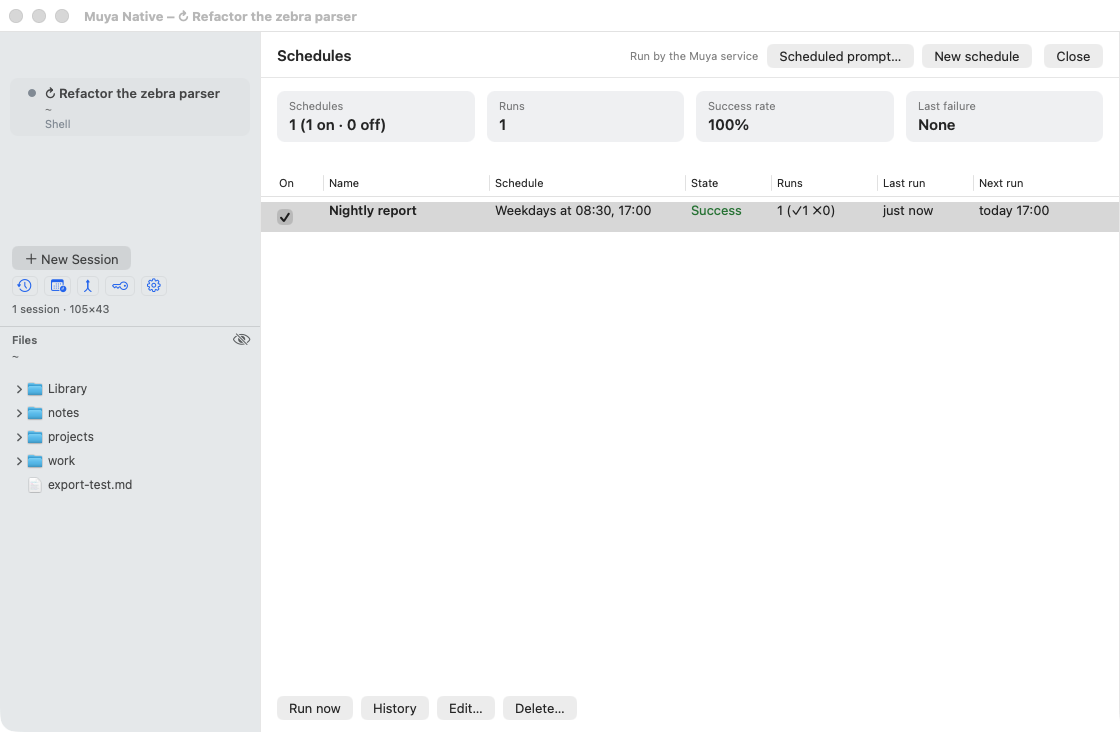 Muya Native – ↻ Refactor the zebra parser
↻ Refactor the zebra parser
~
Shell
+ New Session
1 session · 105×43
Files
~
Library
notes
projects
work
export-test.md
Schedules
Run by the Muya service
Scheduled prompt...
New schedule
Close
Schedules
1 (1 on · 0 off)
Runs
1
Success rate
100%
Last failure
None
On Name Schedule State Runs Last run Next run
Nightly report Weekdays at 08:30, 17:00 Success 1 (✓1 ✕0) just now today 17:00
Run now
History
Edit...
Delete...